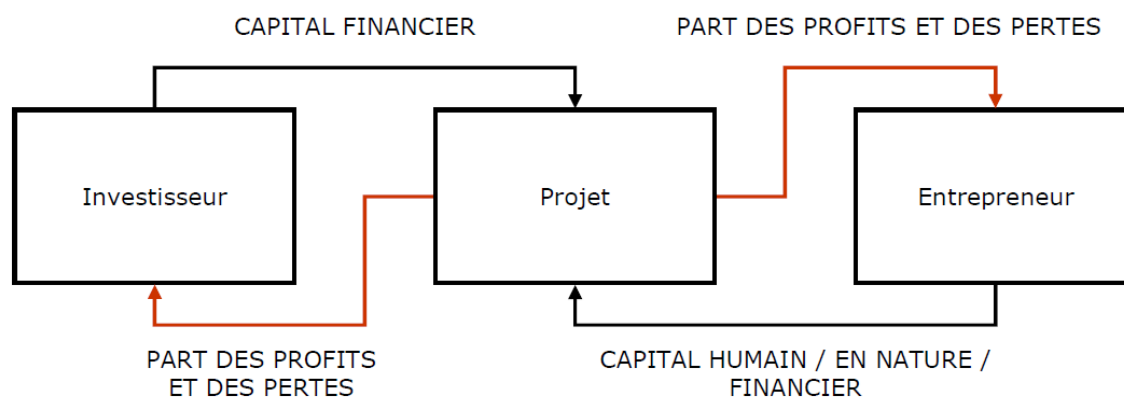 CAPITAL FINANCIER
PART DES PROFITS ET DES PERTES
Investisseur
Projet
Entrepreneur
PART DES PROFITS
ET DES PERTES
CAPITAL HUMAIN / EN NATURE /
FINANCIER